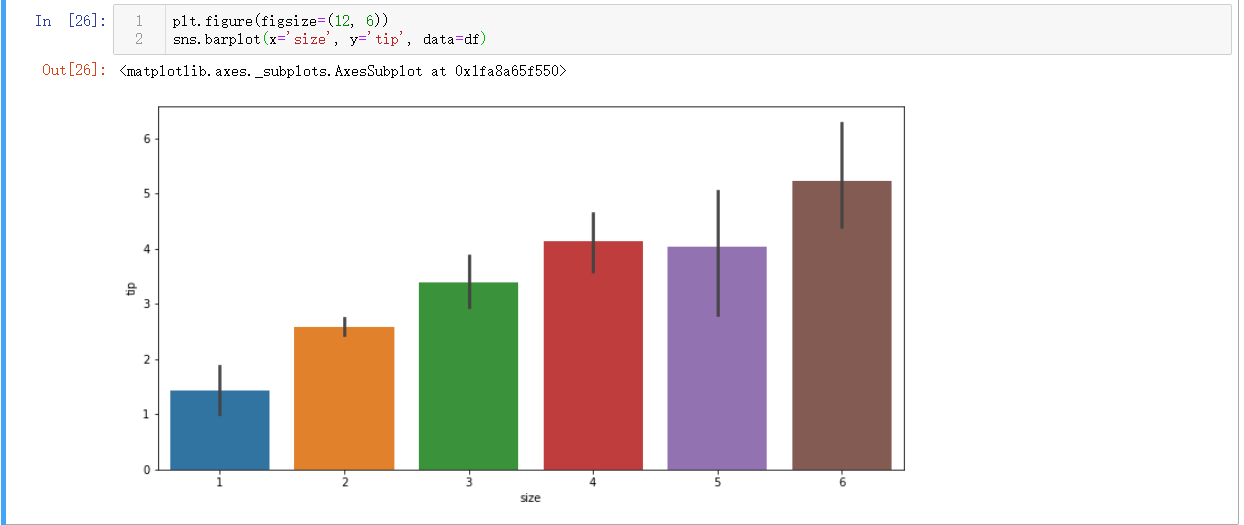 In [26]:
1 plt.figure(figsize=(12, 6))
2 sns.barplot(x='size', y='tip', data=df)
Out[26]: <matplotlib.axes._subplots.AxesSubplot at 0x1fa8a65f550>
6
5
4
tip
3
2
1
0
1 2 3 4 5 6
size